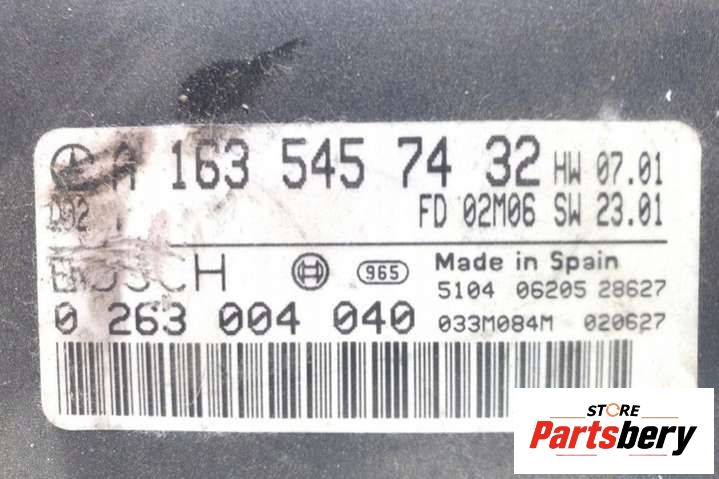 A 163 545 74 32 HW 07.01
FD 02M06 SW 23.01
BOSCH 965 Made in Spain
5104 06205 28627
0 263 004 040 033M084M 020627
STORE
Partsbery